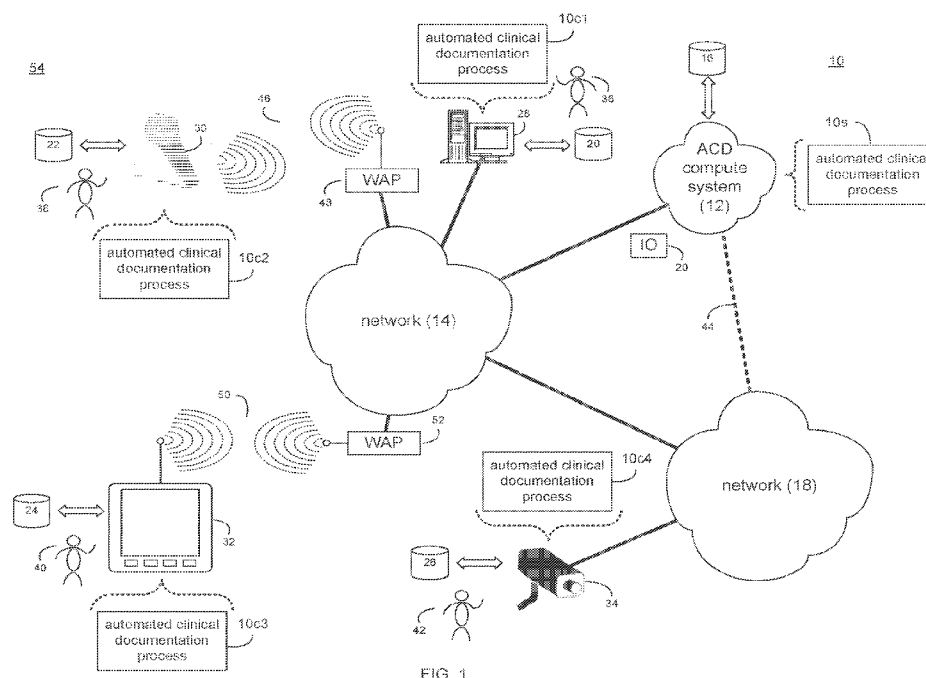 54
10c1
automated clinical
documentation
process
16
10
46
36
28
20
22
30
38
WAP
48
ACD
compute
system
(12)
10s
automated clinical
documentation
process
automated clinical
documentation
process
10c2
IO
20
network (14)
44
50
WAP
52
automated clinical
documentation
process
10c4
network (18)
24
40
32
26
34
42
automated clinical
documentation
process
10c3
FIG. 1